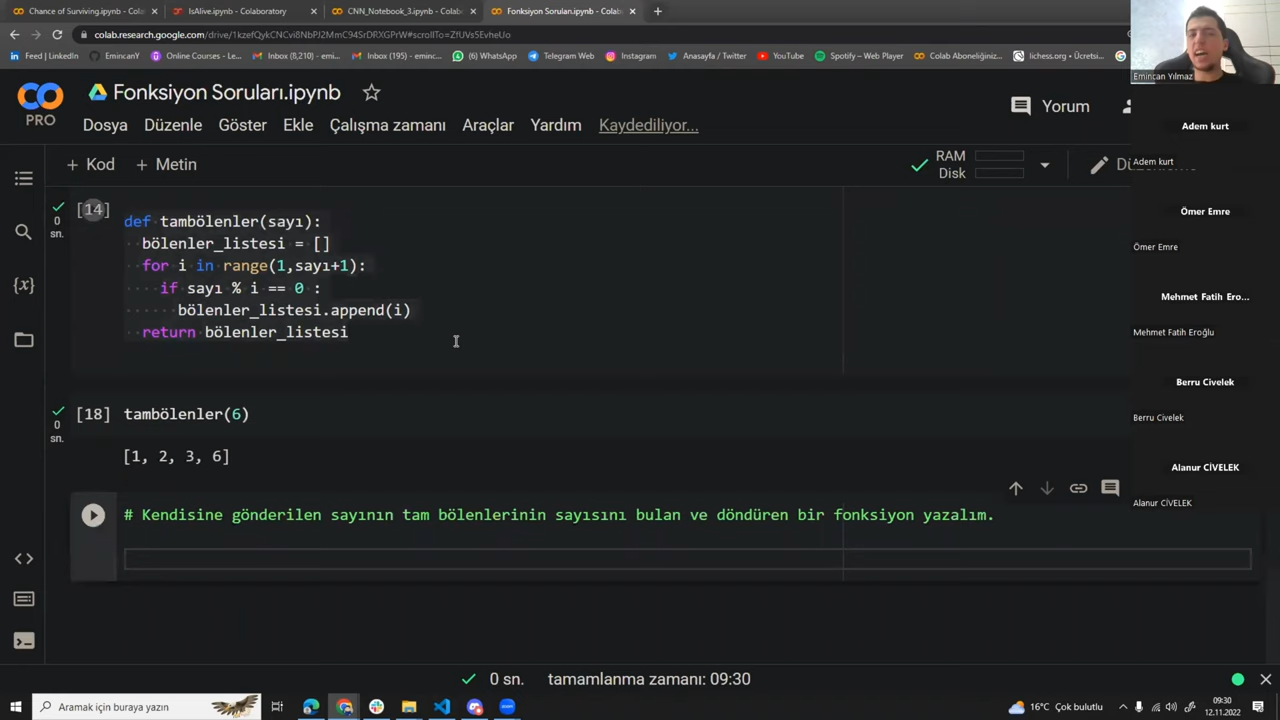 Chance of Surviving.ipynb - Colab
IsAlive.ipynb - Colaboratory
CNN_Notebook_3.ipynb - Colabo
Fonksiyon Soruları.ipynb - Colabo
colab.research.google.com/drive/1kzefQykCNCvi8NbPJ2MmC94SrDRXGPrW#scrollTo=ZfUVs5EvheUo
Feed | LinkedIn
EmincanY
Online Courses - Le...
Inbox (8,210) - emi...
Inbox (195) - eminc...
(6) WhatsApp
Telegram Web
Instagram
Anasayfa / Twitter
YouTube
Spotify – Web Player
Colab Aboneliğiniz...
lichess.org • Ücretsi...
Emincan Yılmaz
Fonksiyon Soruları.ipynb
PRO
Yorum
Dosya Düzenle Göster Ekle Çalışma zamanı Araçlar Yardım Kaydediliyor...
+ Kod + Metin
RAM
Disk
Adem kurt
Adem kurt
Ömer Emre
Ömer Emre
Mehmet Fatih Ero...
Mehmet Fatih Eroğlu
Berru Civelek
Berru Civelek
Alanur CİVELEK
Alanur CİVELEK
[14]
0
sn.
def tambölenler(sayı):
bölenler_listesi = []
for i in range(1,sayı+1):
if sayı % i == 0 :
bölenler_listesi.append(i)
return bölenler_listesi
[18] tambölenler(6)
0
sn.
[1, 2, 3, 6]
# Kendisine gönderilen sayının tam bölenlerinin sayısını bulan ve döndüren bir fonksiyon yazalım.
0 sn. tamamlanma zamanı: 09:30
Aramak için buraya yazın
16°C Çok bulutlu
09:30
12.11.2022